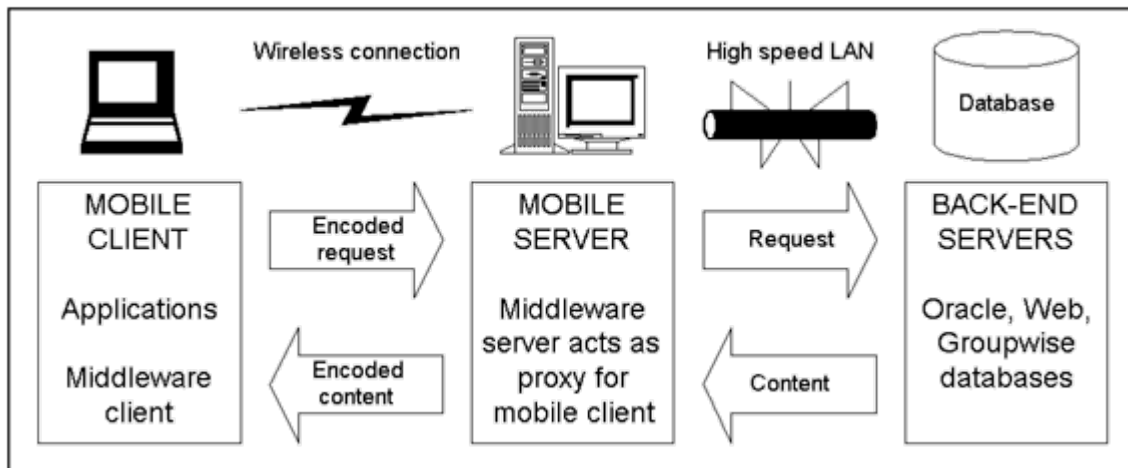 Wireless connection
High speed LAN
Database
MOBILE
CLIENT
Applications
Middleware
client
Encoded
request
Encoded
content
MOBILE
SERVER
Middleware
server acts as
proxy for
mobile client
Request
Content
BACK-END
SERVERS
Oracle, Web,
Groupwise
databases